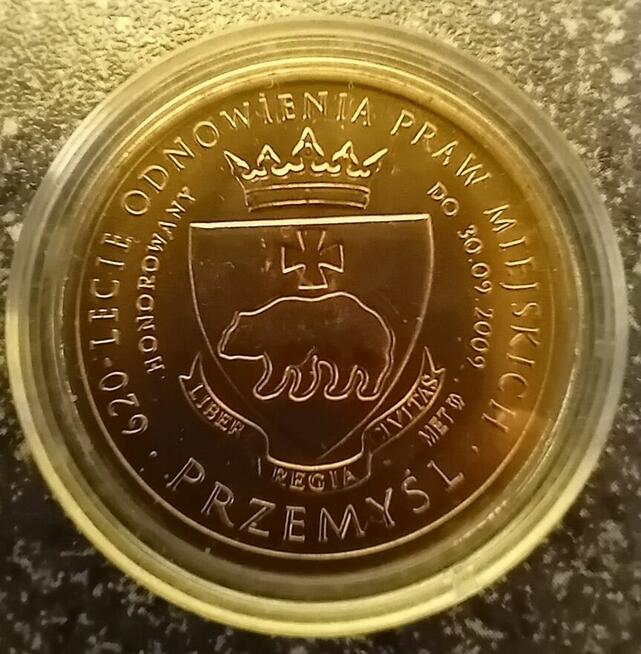 620-LECIE ODNOWIENIA PRAW MIEJSKICH
HONOROWANY DO 30.09.2009
LIBER REGIA CIVITAS
MET
PRZEMYŚL